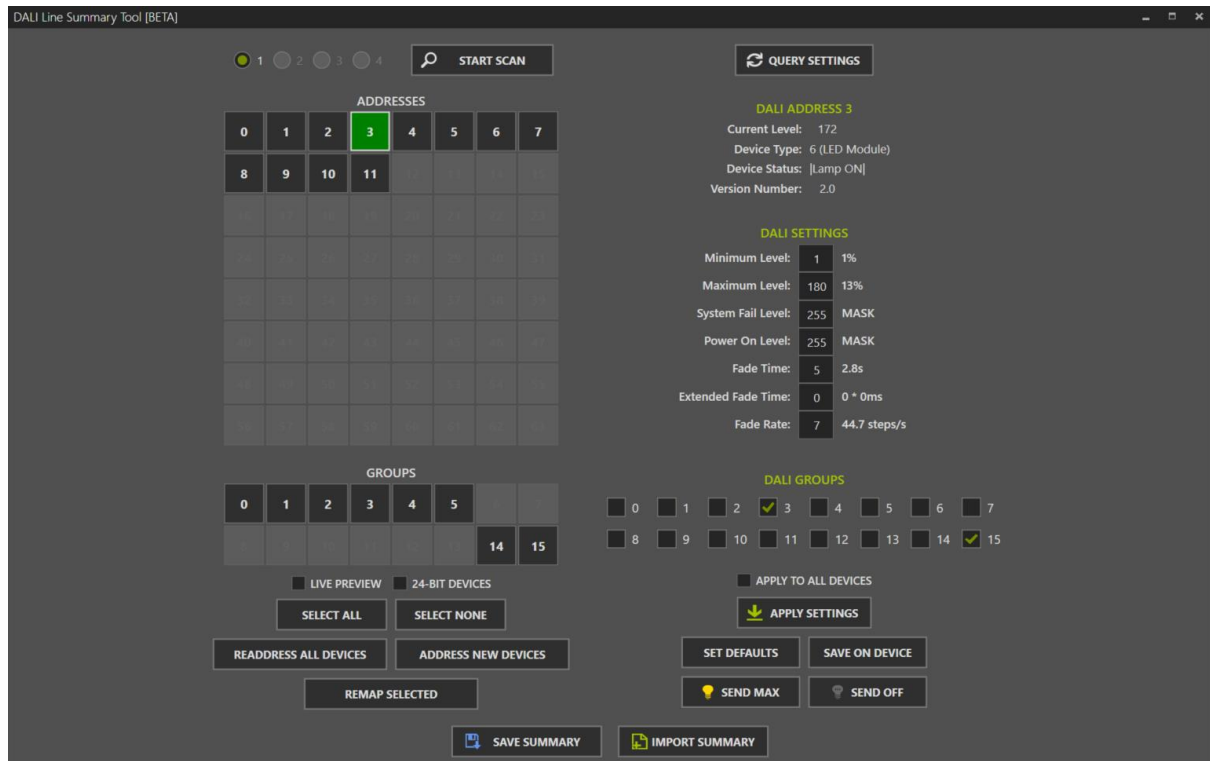 DALI Line Summary Tool [BETA]
1 2 3 4 START SCAN
ADDRESSES
0 1 2 3 4 5 6 7
8 9 10 11
GROUPS
0 1 2 3 4 5
14 15
LIVE PREVIEW 24-BIT DEVICES
SELECT ALL SELECT NONE
READDRESS ALL DEVICES ADDRESS NEW DEVICES
REMAP SELECTED
QUERY SETTINGS
DALI ADDRESS 3
Current Level: 172
Device Type: 6 (LED Module)
Device Status: |Lamp ON|
Version Number: 2.0
DALI SETTINGS
Minimum Level: 1 1%
Maximum Level: 180 13%
System Fail Level: 255 MASK
Power On Level: 255 MASK
Fade Time: 5 2.8s
Extended Fade Time: 0 0 * 0ms
Fade Rate: 7 44.7 steps/s
DALI GROUPS
0 1 2 3 4 5 6 7
8 9 10 11 12 13 14 15
APPLY TO ALL DEVICES
APPLY SETTINGS
SET DEFAULTS SAVE ON DEVICE
SEND MAX SEND OFF
SAVE SUMMARY IMPORT SUMMARY